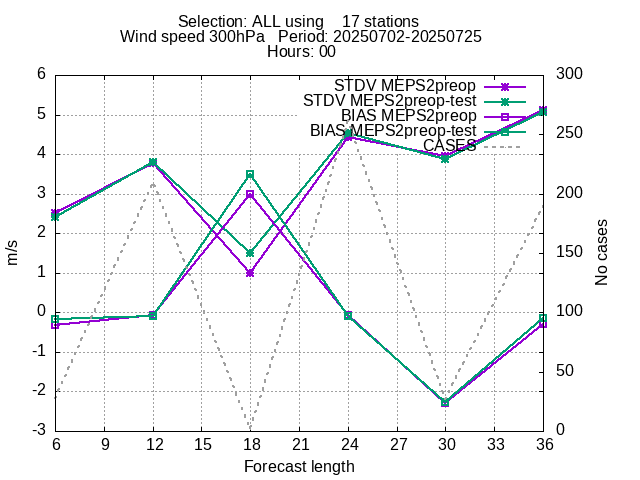 Selection: ALL using    17 stations
Wind speed 300hPa   Period: 20250702-20250725
Hours: 00
STDV MEPS2preop
STDV MEPS2preop-test
BIAS MEPS2preop
BIAS MEPS2preop-test
CASES
6
5
4
3
2
1
0
-1
-2
-3
m/s
300
250
200
150
100
50
0
No cases
6 9 12 15 18 21 24 27 30 33 36
Forecast length